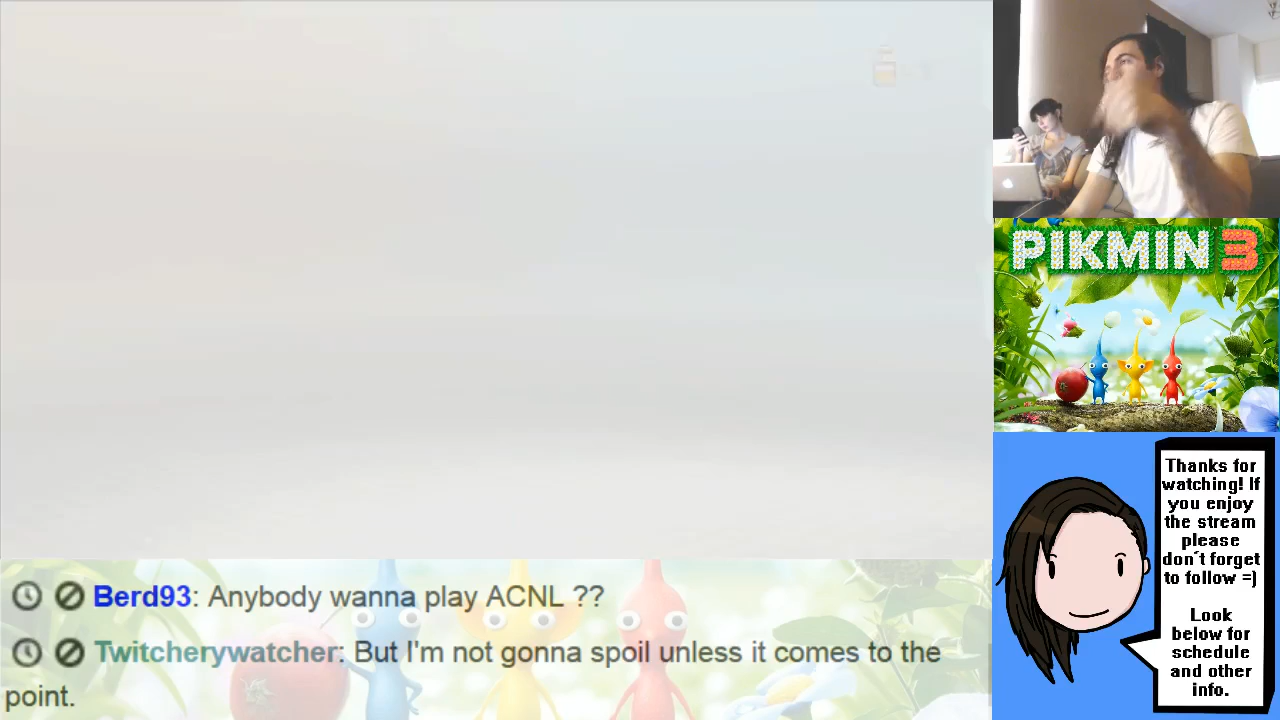 PIKMIN 3
Thanks for
watching! If
you enjoy
the stream
please
don´t forget
to follow =)
Look
below for
schedule
and other
info.
Berd93: Anybody wanna play ACNL ??
Twitcherywatcher: But I'm not gonna spoil unless it comes to the
point.